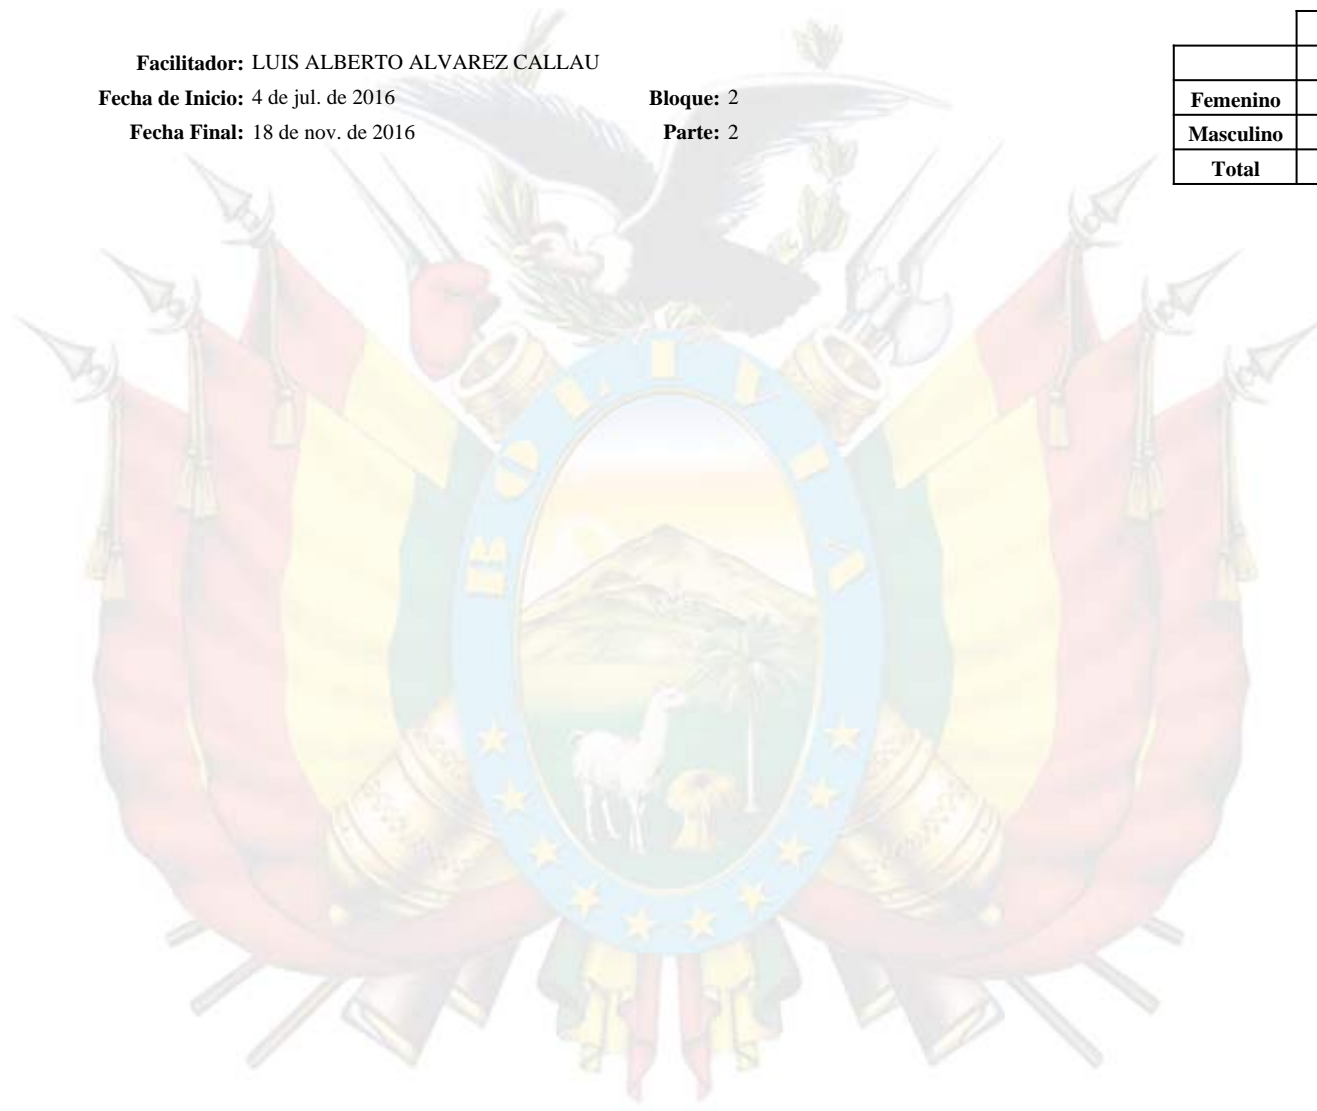 Facilitador: LUIS ALBERTO ALVAREZ CALLAU
Fecha de Inicio: 4 de jul. de 2016 Bloque: 2
Fecha Final: 18 de nov. de 2016 Parte: 2
Femenino
Masculino
Total
BOLIVIA